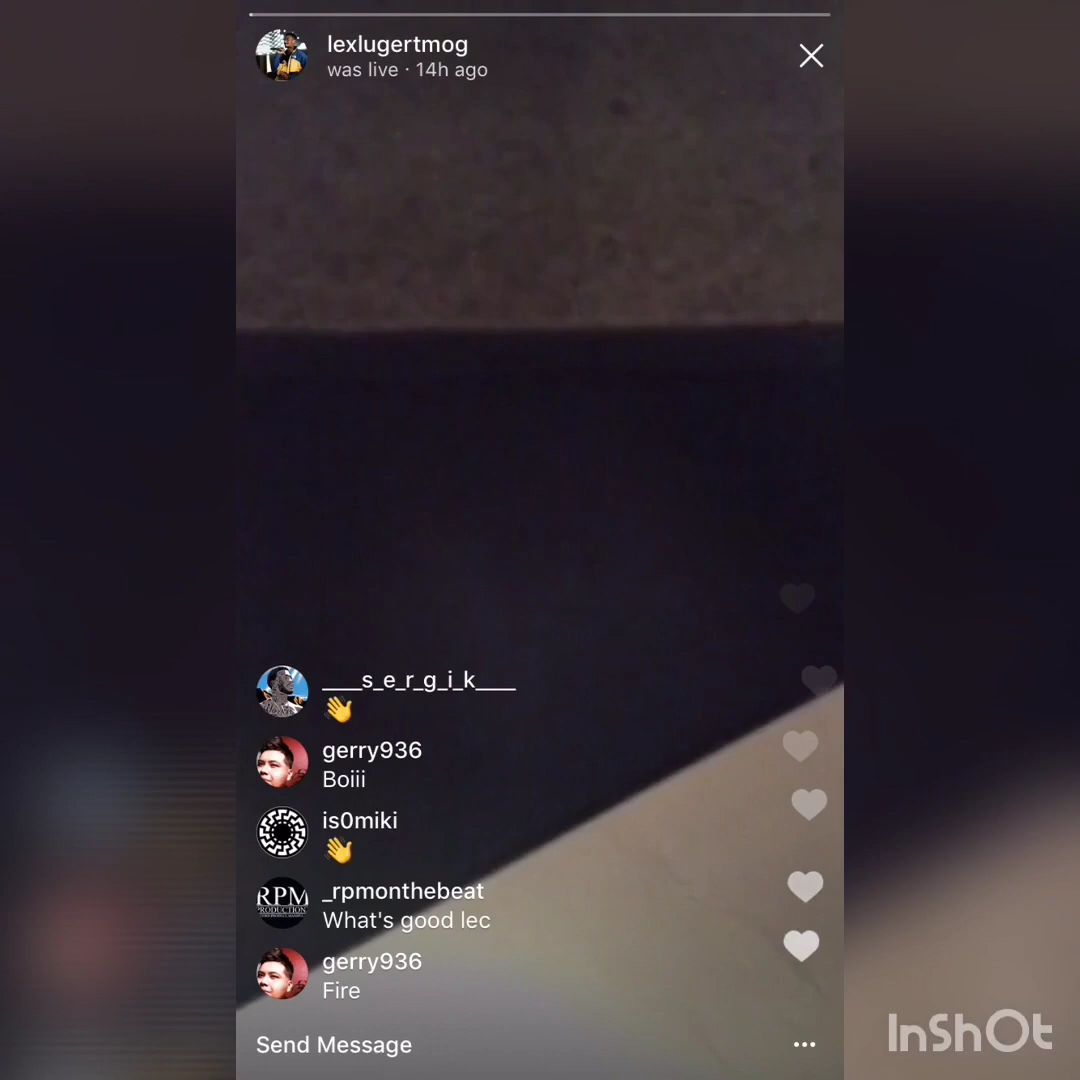 lexlugertmog
was live · 14h ago
____s_e_r_g_i_k____
👋
gerry936
Boiii
is0miki
👋
RPM
PRODUCTION
_rpmonthebeat
What's good lec
gerry936
Fire
Send Message
InShOt